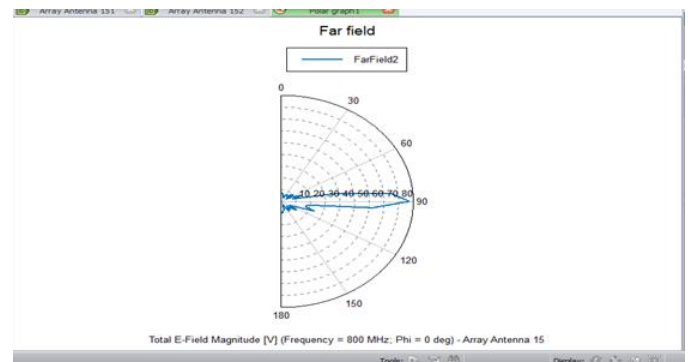 Array Antenna 151
Array Antenna 152
Polar graph1
Far field
FarField2
0
30
60
10 20 30 40 50 60 70 80
90
120
150
180
Total E-Field Magnitude [V] (Frequency = 800 MHz; Phi = 0 deg) - Array Antenna 15
Tools:
Display: